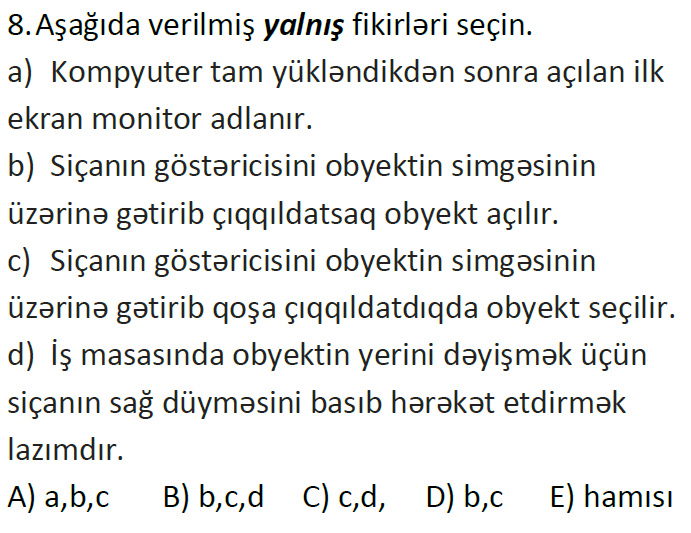 8. Aşağıda verilmiş yalnış fikirləri seçin.
a) Kompyuter tam yükləndikdən sonra açılan ilk
ekran monitor adlanır.
b) Siçanın göstəricisini obyektin simgəsinin
üzərinə gətirib çıqqıldatsaq obyekt açılır.
c) Siçanın göstəricisini obyektin simgəsinin
üzərinə gətirib qoşa çıqqıldatdıqda obyekt seçilir.
d) İş masasında obyektin yerini dəyişmək üçün
siçanın sağ düyməsini basıb hərəkət etdirmək
lazımdır.
A) a,b,c B) b,c,d C) c,d, D) b,c E) hamısı